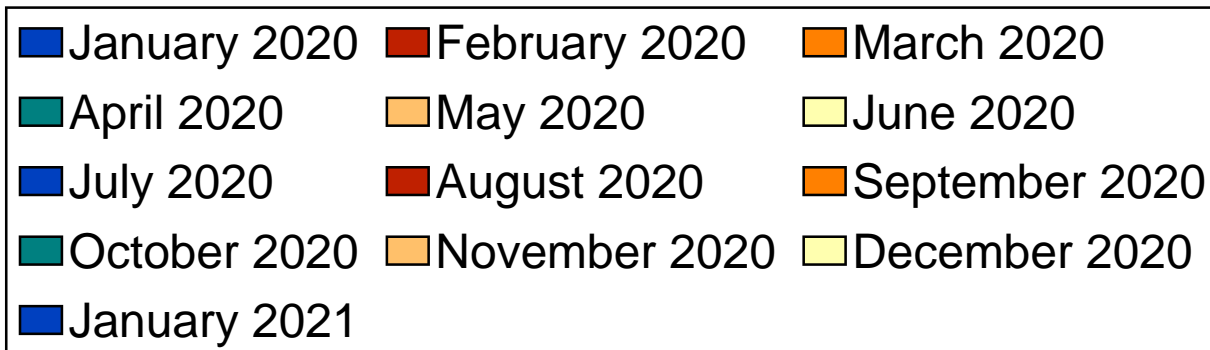 January 2020 February 2020 March 2020
April 2020 May 2020 June 2020
July 2020 August 2020 September 2020
October 2020 November 2020 December 2020
January 2021